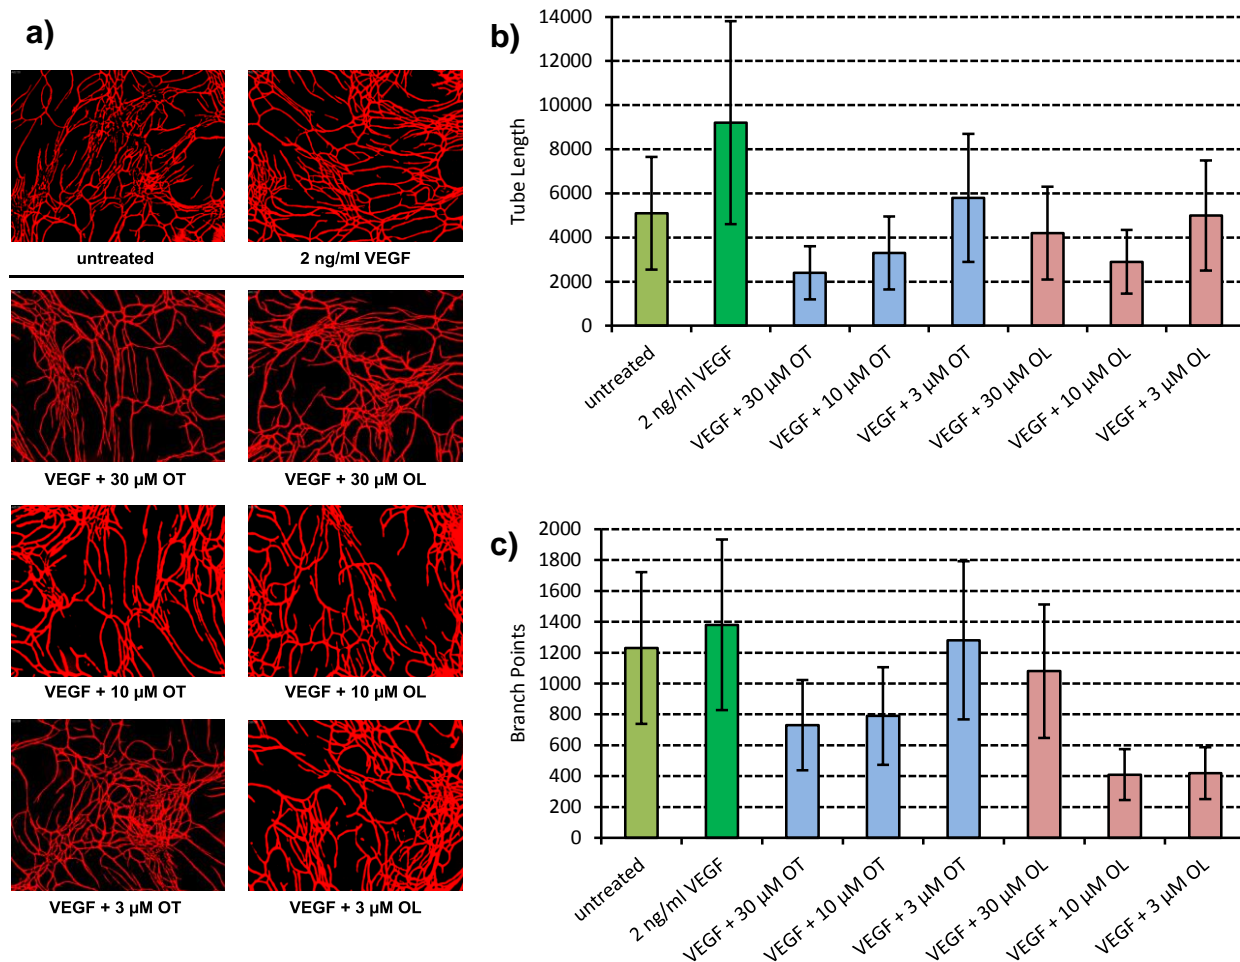 a)
untreated
2 ng/ml VEGF
VEGF + 30 µM OT
VEGF + 30 µM OL
VEGF + 10 µM OT
VEGF + 10 µM OL
VEGF + 3 µM OT
VEGF + 3 µM OL
b)
Tube Length
14000
12000
10000
8000
6000
4000
2000
0
untreated
2 ng/ml VEGF
VEGF + 30 µM OT
VEGF + 10 µM OT
VEGF + 3 µM OT
VEGF + 30 µM OL
VEGF + 10 µM OL
VEGF + 3 µM OL
c)
Branch Points
2000
1800
1600
1400
1200
1000
800
600
400
200
0
untreated
2 ng/ml VEGF
VEGF + 30 µM OT
VEGF + 10 µM OT
VEGF + 3 µM OT
VEGF + 30 µM OL
VEGF + 10 µM OL
VEGF + 3 µM OL